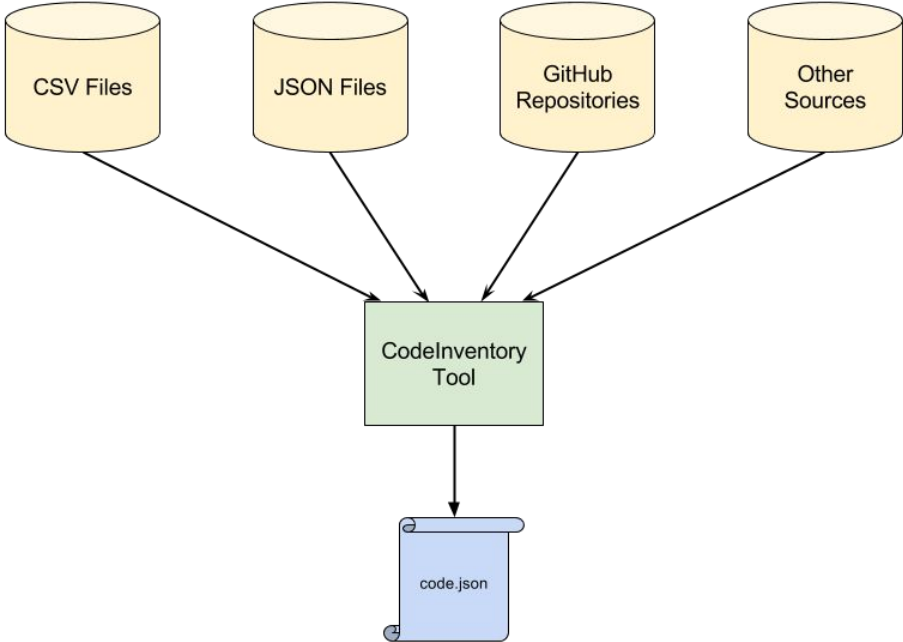 CSV Files
JSON Files
GitHub
Repositories
Other
Sources
CodeInventory
Tool
code.json